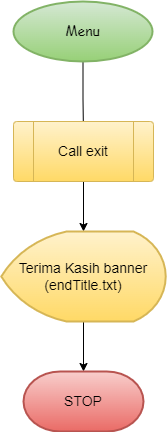 Menu
Call exit
Terima Kasih banner
(endTitle.txt)
STOP